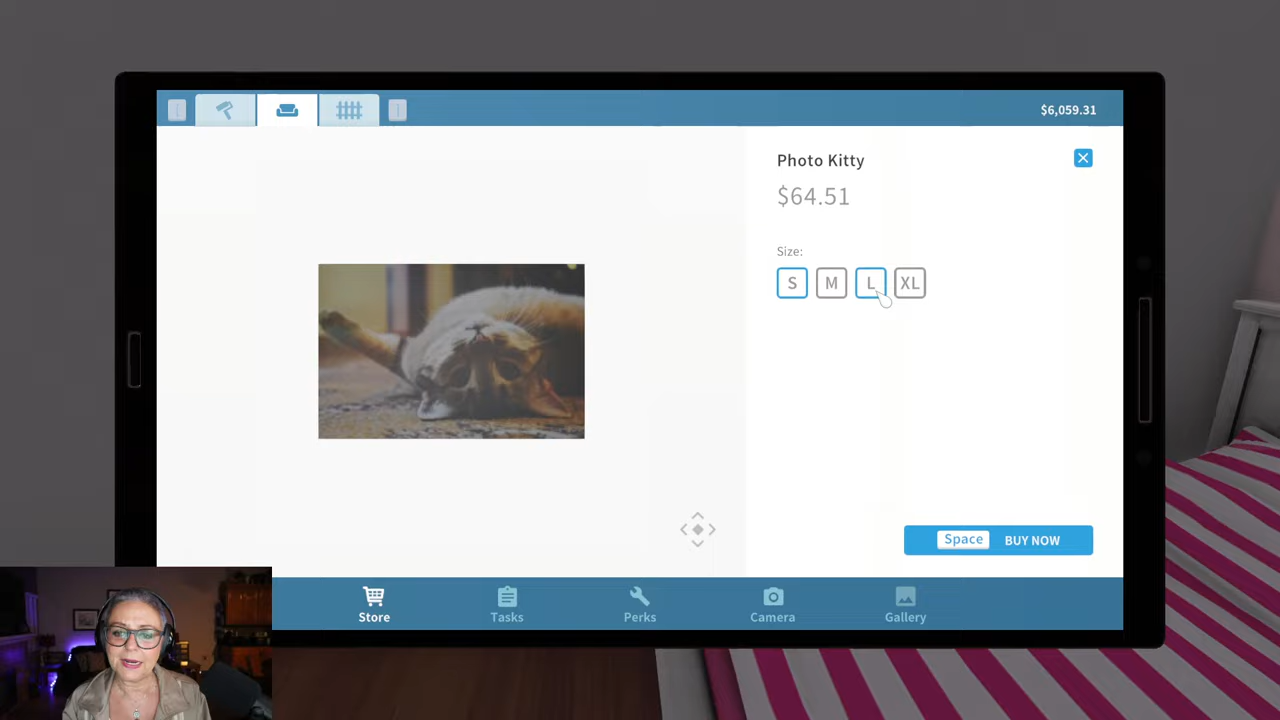 $6,059.31
Photo Kitty
$64.51
Size:
S M L XL
Space BUY NOW
Store Tasks Perks Camera Gallery